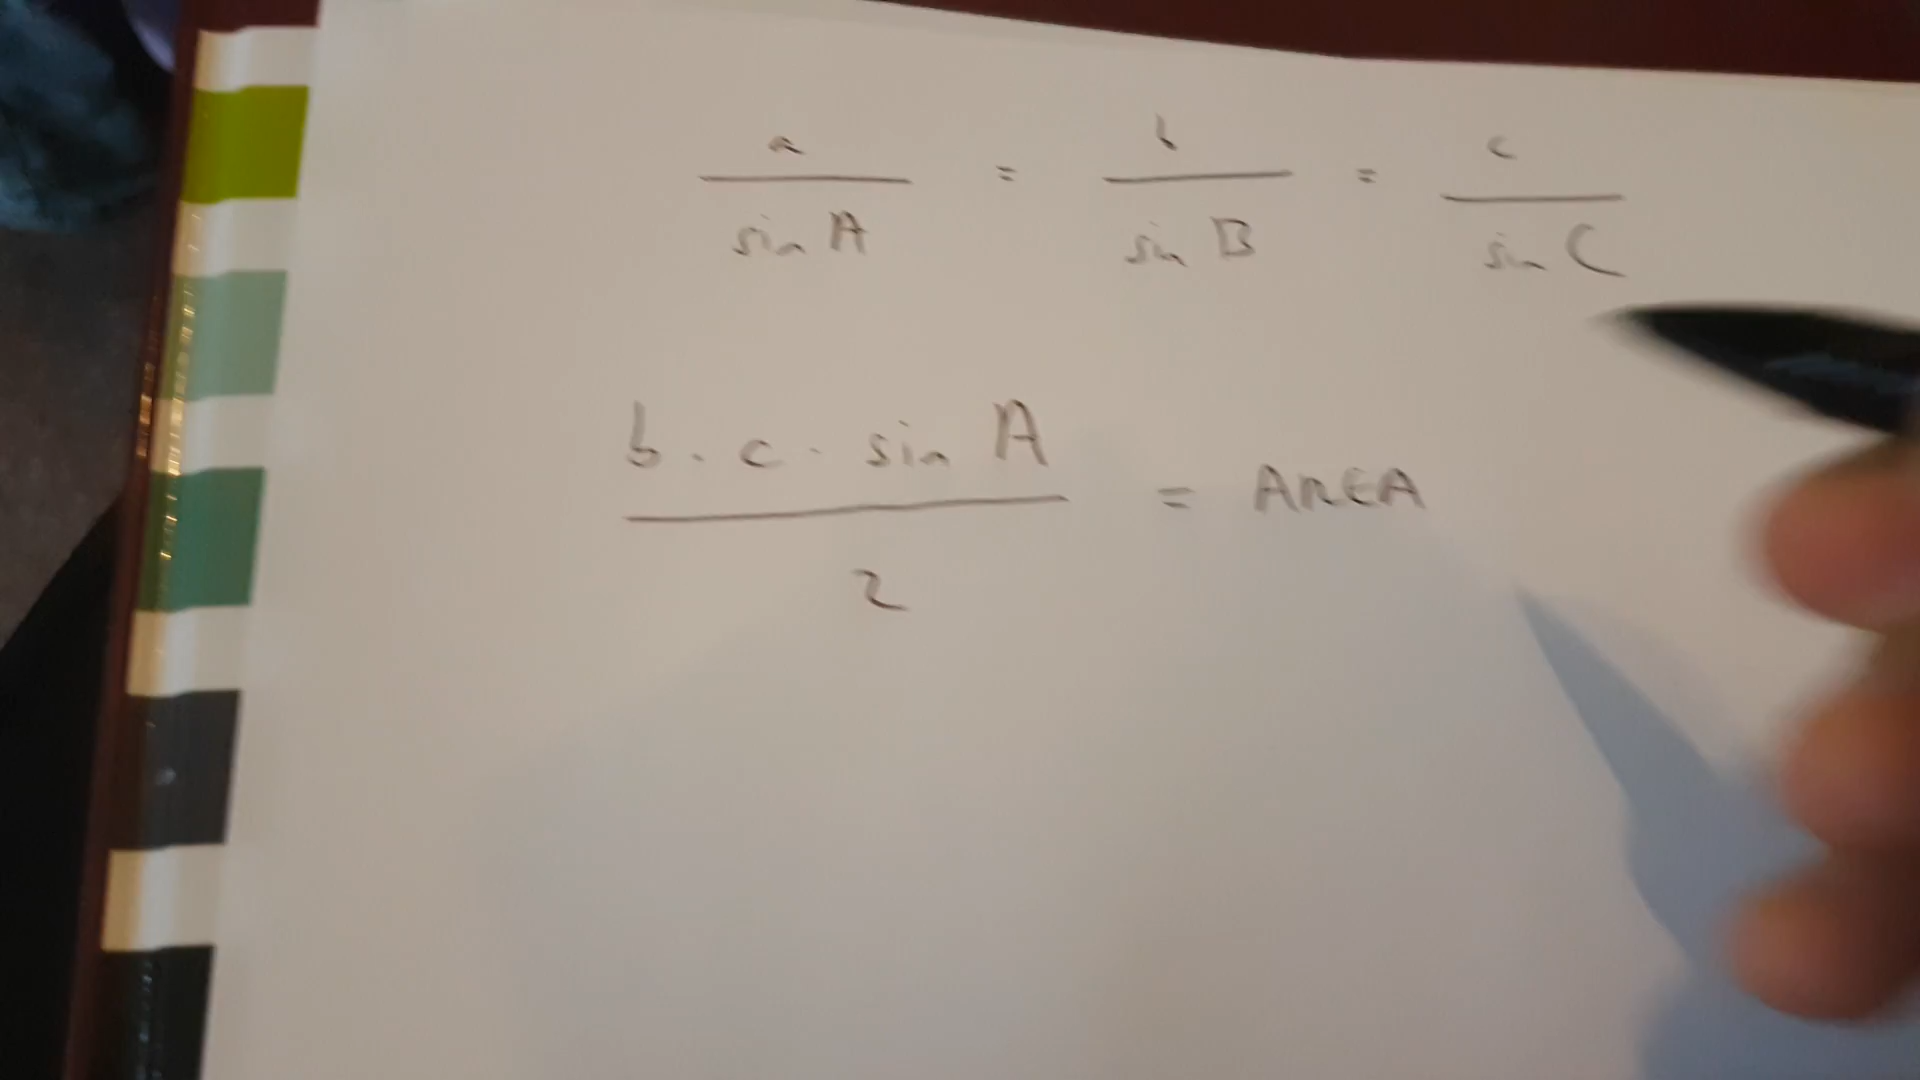 a/sin A = b/sin B = c/sin C
b · c · sin A / 2 = AREA